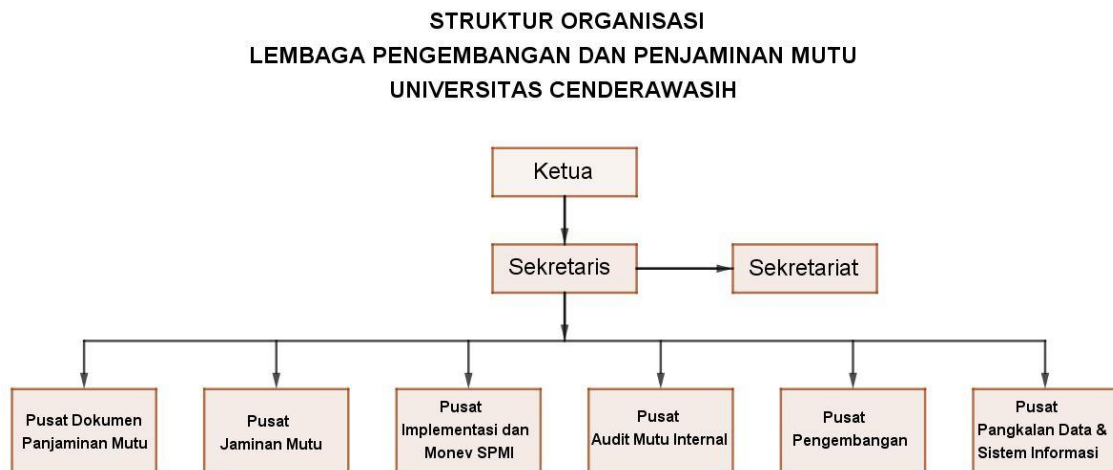 STRUKTUR ORGANISASI
LEMBAGA PENGEMBANGAN DAN PENJAMINAN MUTU
UNIVERSITAS CENDERAWASIH
Ketua
Sekretaris
Sekretariat
Pusat Dokumen
Panjaminan Mutu
Pusat
Jaminan Mutu
Pusat
Implementasi dan
Monev SPMI
Pusat
Audit Mutu Internal
Pusat
Pengembangan
Pusat
Pangkalan Data &
Sistem Informasi